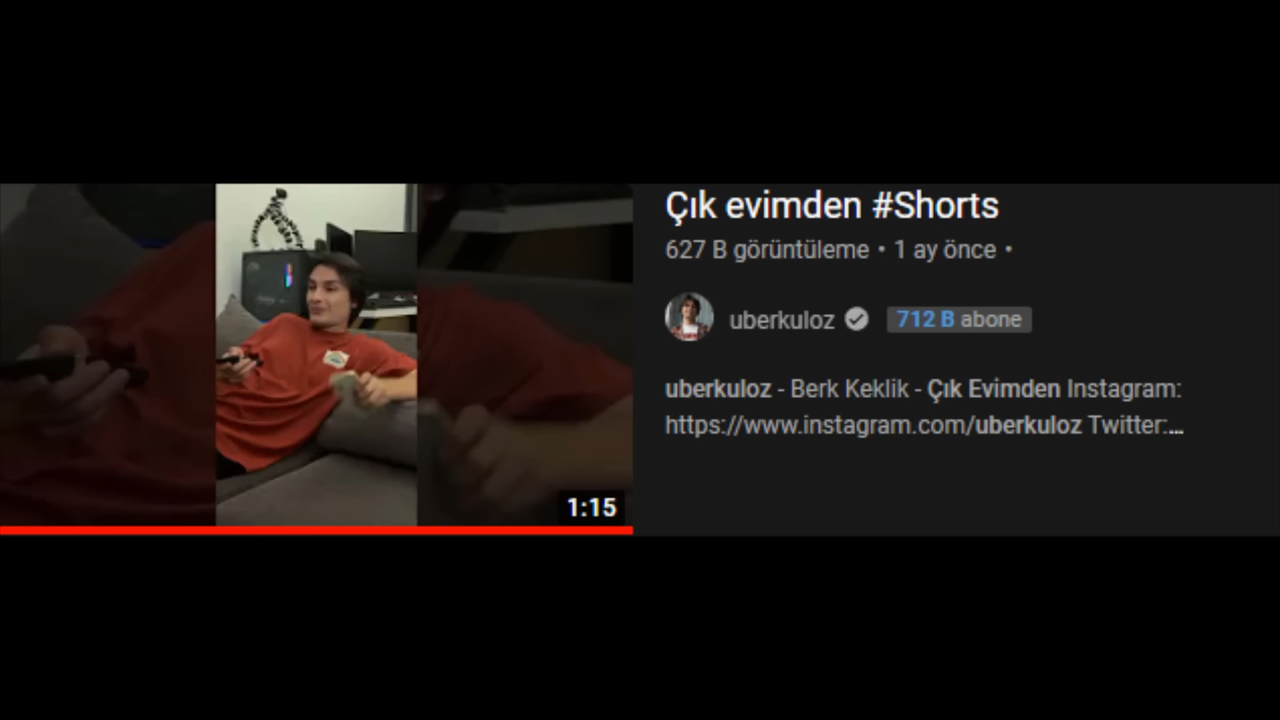 Çık evimden #Shorts
627 B görüntüleme • 1 ay önce •
uberkuloz 712 B abone
uberkuloz - Berk Keklik - Çık Evimden Instagram:
https://www.instagram.com/uberkuloz Twitter:...
1:15